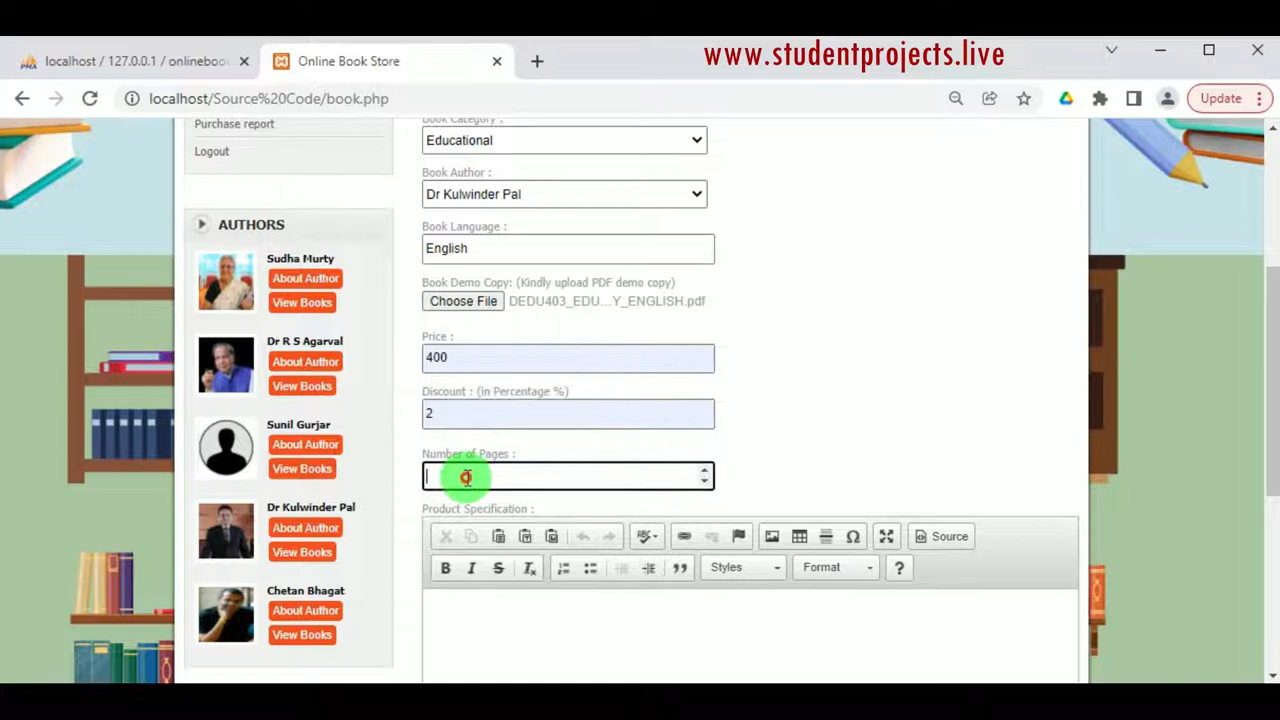 www.studentprojects.live
localhost / 127.0.0.1 / onlineboo
Online Book Store
localhost/Source%20Code/book.php
Update
Purchase report
Logout
AUTHORS
Sudha Murty
About Author
View Books
Dr R S Agarval
About Author
View Books
Sunil Gurjar
About Author
View Books
Dr Kulwinder Pal
About Author
View Books
Chetan Bhagat
About Author
View Books
Book Category :
Educational
Book Author :
Dr Kulwinder Pal
Book Language :
English
Book Demo Copy: (Kindly upload PDF demo copy)
Choose File DEDU403_EDU…Y_ENGLISH.pdf
Price :
400
Discount : (in Percentage %)
2
Number of Pages :
Product Specification :
Source
B I S Tx Styles Format ?